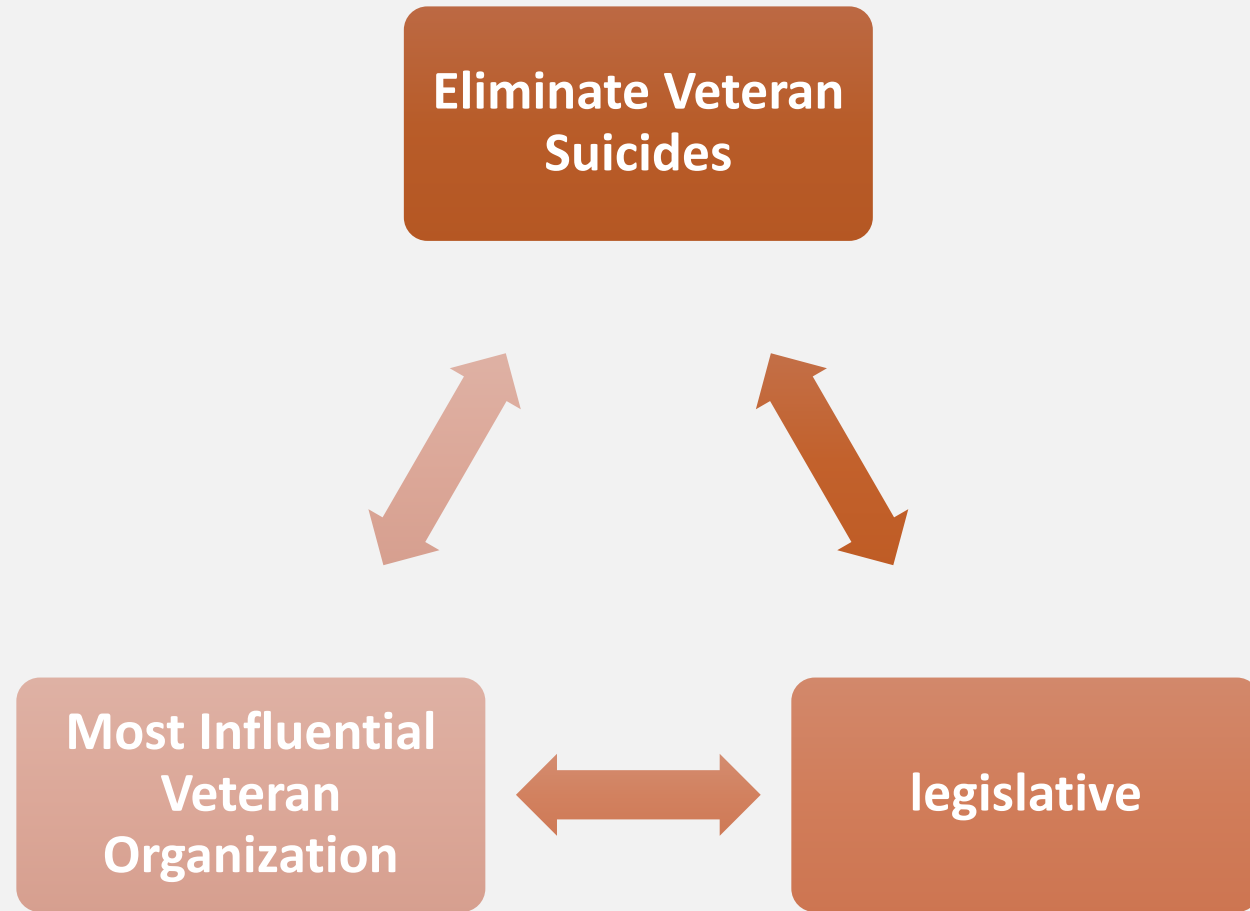 Eliminate Veteran
Suicides
Most Influential
Veteran
Organization
legislative